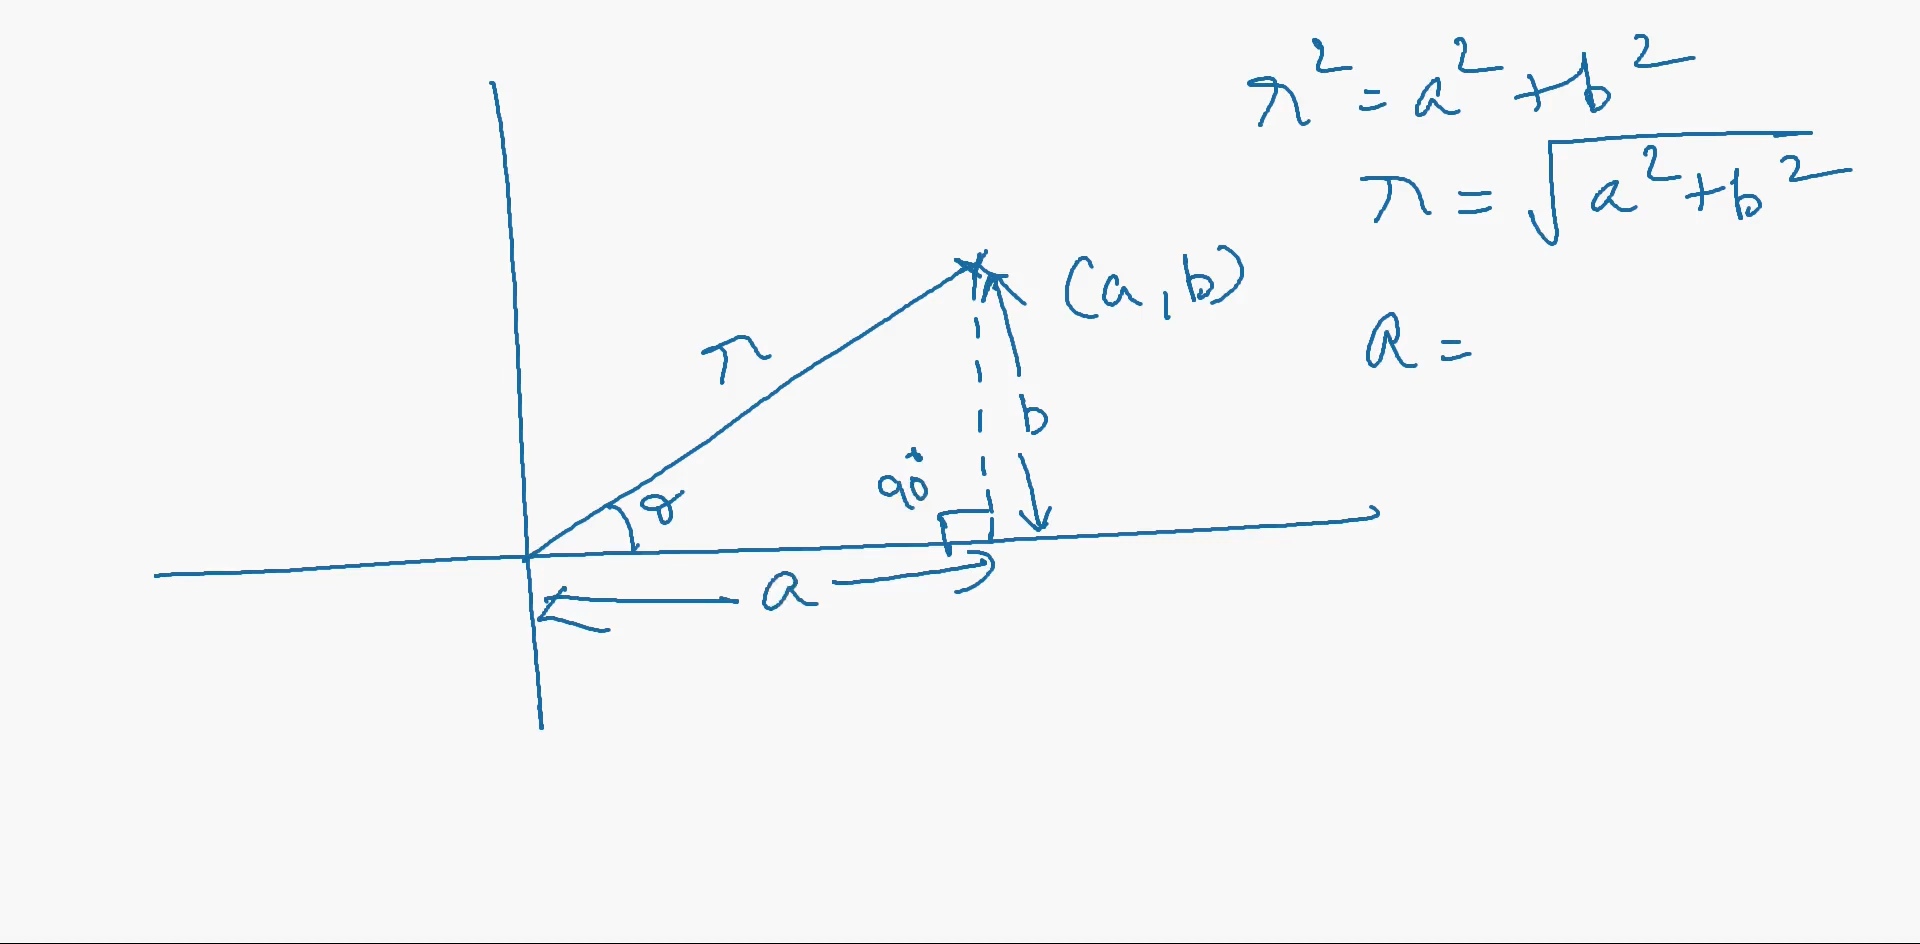 r² = a² + b²
r = √(a² + b²)
(a, b)
r
a =
b
90°
a